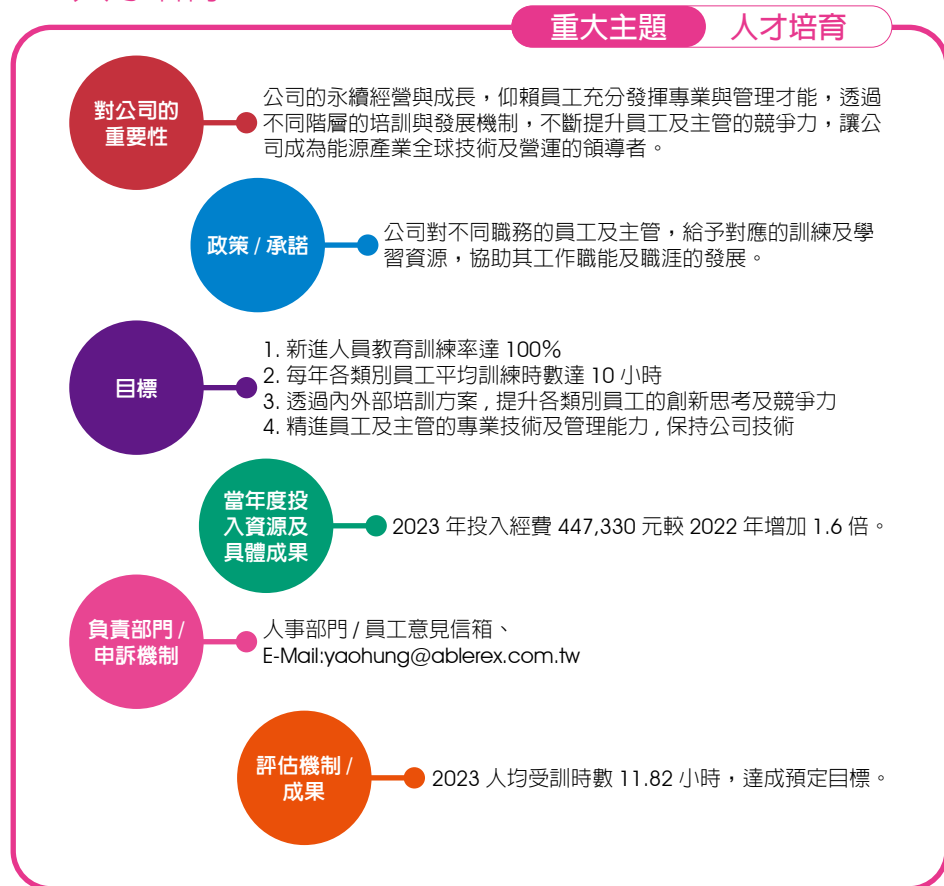 重大主題
人才培育
對公司的
重要性
公司的永續經營與成長，仰賴員工充分發揮專業與管理才能，透過
不同階層的培訓與發展機制，不斷提升員工及主管的競爭力，讓公
司成為能源產業全球技術及營運的領導者。
政策 / 承諾
公司對不同職務的員工及主管，給予對應的訓練及學
習資源，協助其工作職能及職涯的發展。
目標
1. 新進人員教育訓練率達 100%
2. 每年各類別員工平均訓練時數達 10 小時
3. 透過內外部培訓方案 , 提升各類別員工的創新思考及競爭力
4. 精進員工及主管的專業技術及管理能力 , 保持公司技術
當年度投
入資源及
具體成果
2023 年投入經費 447,330 元較 2022 年增加 1.6 倍。
負責部門 /
申訴機制
人事部門 / 員工意見信箱、
E-Mail:yaohung@ablerex.com.tw
評估機制 /
成果
2023 人均受訓時數 11.82 小時，達成預定目標。